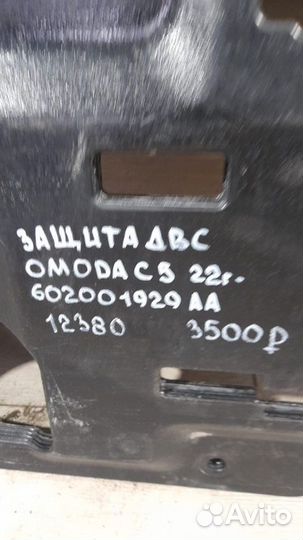 ЗАЩИТА ДВС
OMODA C5 22г.
602001929AA
12380 3500₽
Avito